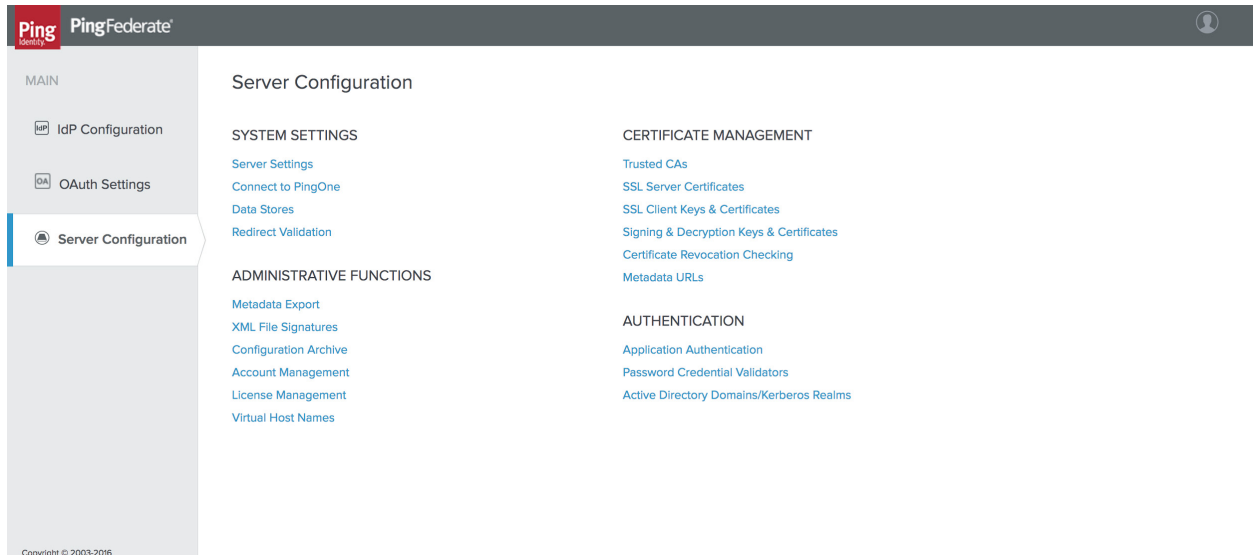 Ping
Identity.
PingFederate®
MAIN
IdP
IdP Configuration
OA
OAuth Settings
Server Configuration
Server Configuration
SYSTEM SETTINGS
Server Settings
Connect to PingOne
Data Stores
Redirect Validation
ADMINISTRATIVE FUNCTIONS
Metadata Export
XML File Signatures
Configuration Archive
Account Management
License Management
Virtual Host Names
CERTIFICATE MANAGEMENT
Trusted CAs
SSL Server Certificates
SSL Client Keys & Certificates
Signing & Decryption Keys & Certificates
Certificate Revocation Checking
Metadata URLs
AUTHENTICATION
Application Authentication
Password Credential Validators
Active Directory Domains/Kerberos Realms
Copyright © 2003-2016